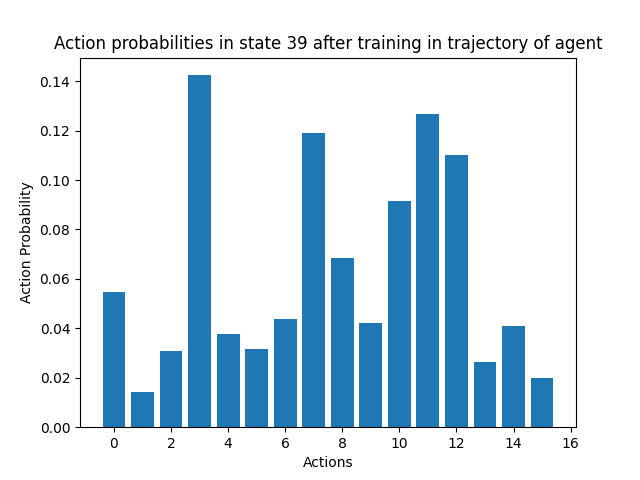 Action probabilities in state 39 after training in trajectory of agent
0.14
0.12
0.10
0.08
0.06
0.04
0.02
0.00
Action Probability
0 2 4 6 8 10 12 14 16
Actions